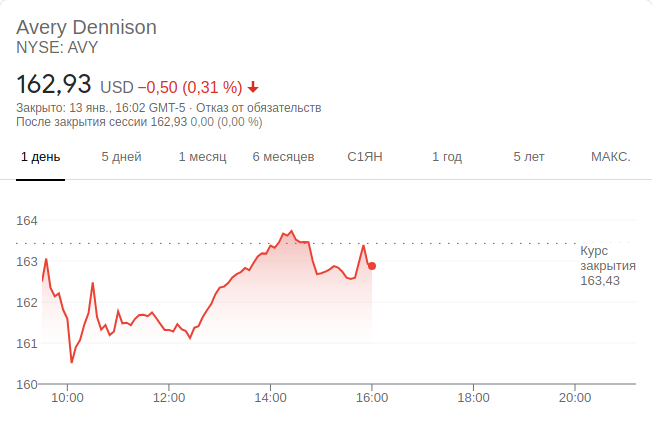 Avery Dennison
NYSE: AVY
162,93 USD −0,50 (0,31 %)
Закрыто: 13 янв., 16:02 GMT-5 · Отказ от обязательств
После закрытия сессии 162,93 0,00 (0,00 %)
1 день 5 дней 1 месяц 6 месяцев С1ЯН 1 год 5 лет МАКС.
164
163
162
161
160
Курс
закрытия
163,43
10:00 12:00 14:00 16:00 18:00 20:00